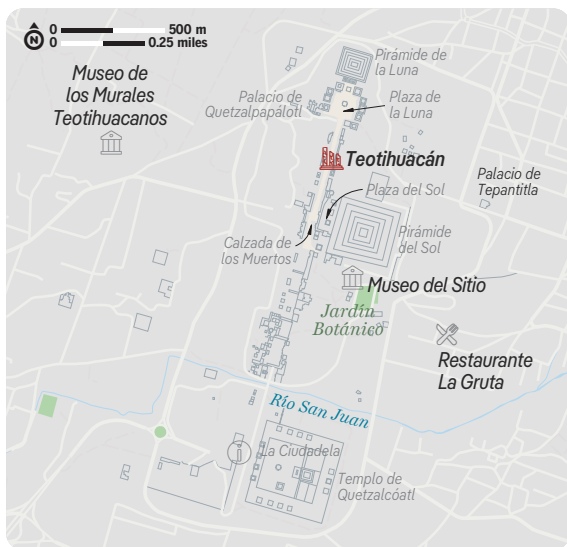 0 500 m
N
0 0.25 miles
Museo de
los Murales
Teotihuacanos
Pirámide de
la Luna
Palacio de
Quetzalpapálotl
Plaza de
la Luna
Teotihuacán
Palacio de
Tepantitla
Plaza del Sol
Calzada de
los Muertos
Pirámide
del Sol
Museo del Sitio
Jardín
Botánico
Restaurante
La Gruta
Río San Juan
La Ciudadela
Templo de
Quetzalcóatl